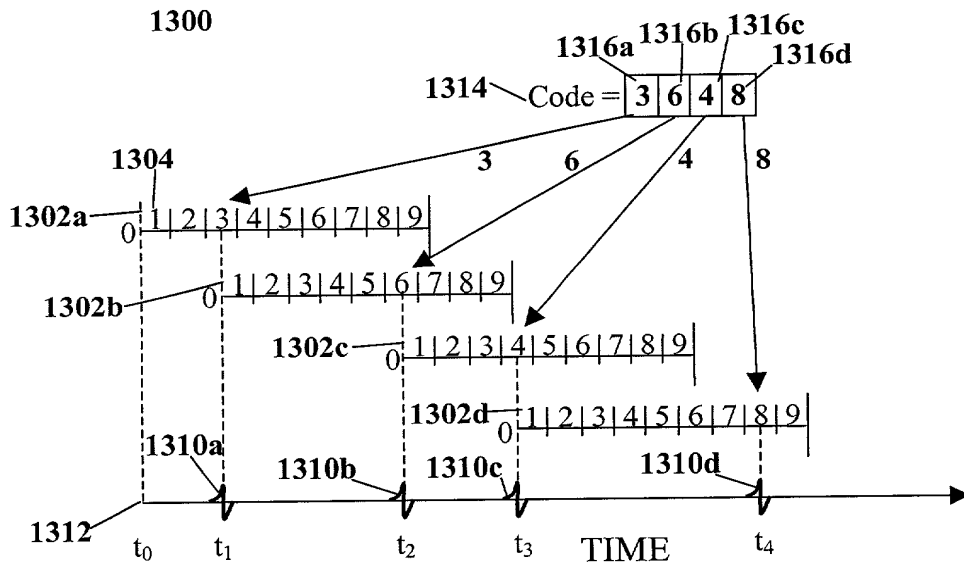 1300
1316a
1316b
1316c
1316d
1314
Code = 3 6 4 8
3 6 4 8
1304
1302a
0 1 2 3 4 5 6 7 8 9
1302b
0 1 2 3 4 5 6 7 8 9
1302c
0 1 2 3 4 5 6 7 8 9
1302d
0 1 2 3 4 5 6 7 8 9
1310a
1310b
1310c
1310d
1312
t0 t1 t2 t3 TIME t4